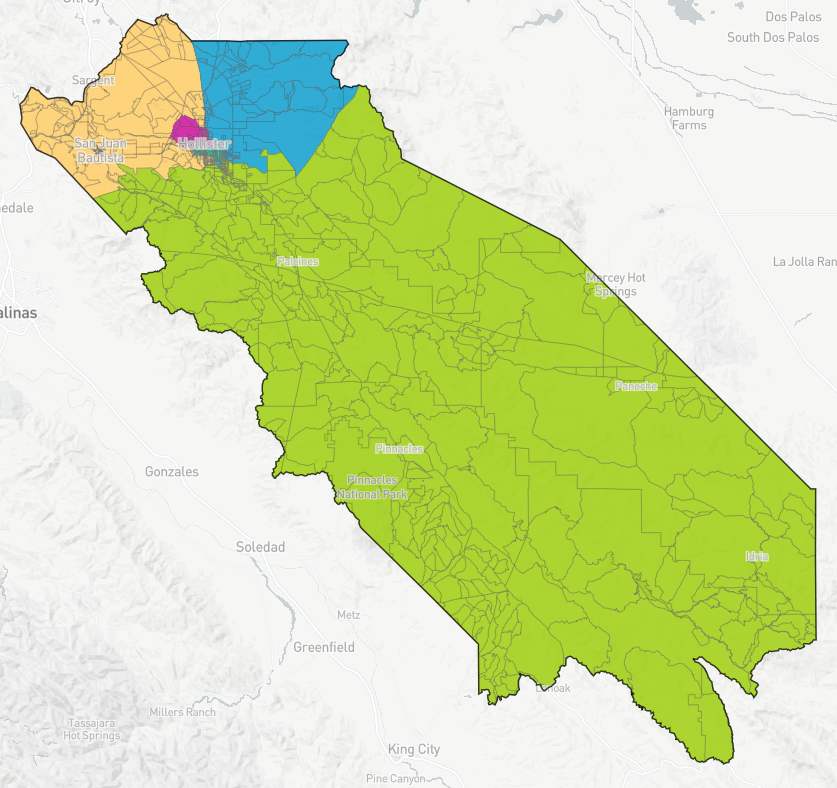 Dos Palos
South Dos Palos
Sargent
Hamburg
Farms
San Juan
Bautista
Hollister
edale
Paicines
La Jolla Ran
Mercey Hot
Springs
alinas
Panoche
Pinnacles
Gonzales
Pinnacles
National Park
Soledad
Idria
Metz
Greenfield
Lonoak
Millers Ranch
Tassajara
Hot Springs
King City
Pine Canyon